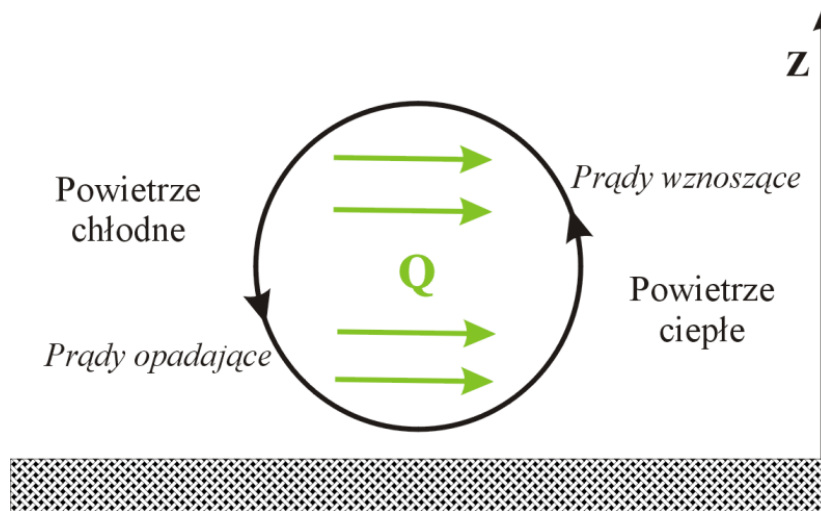 Z
Powietrze
chłodne
Prądy wznoszące
Q
Powietrze
ciepłe
Prądy opadające